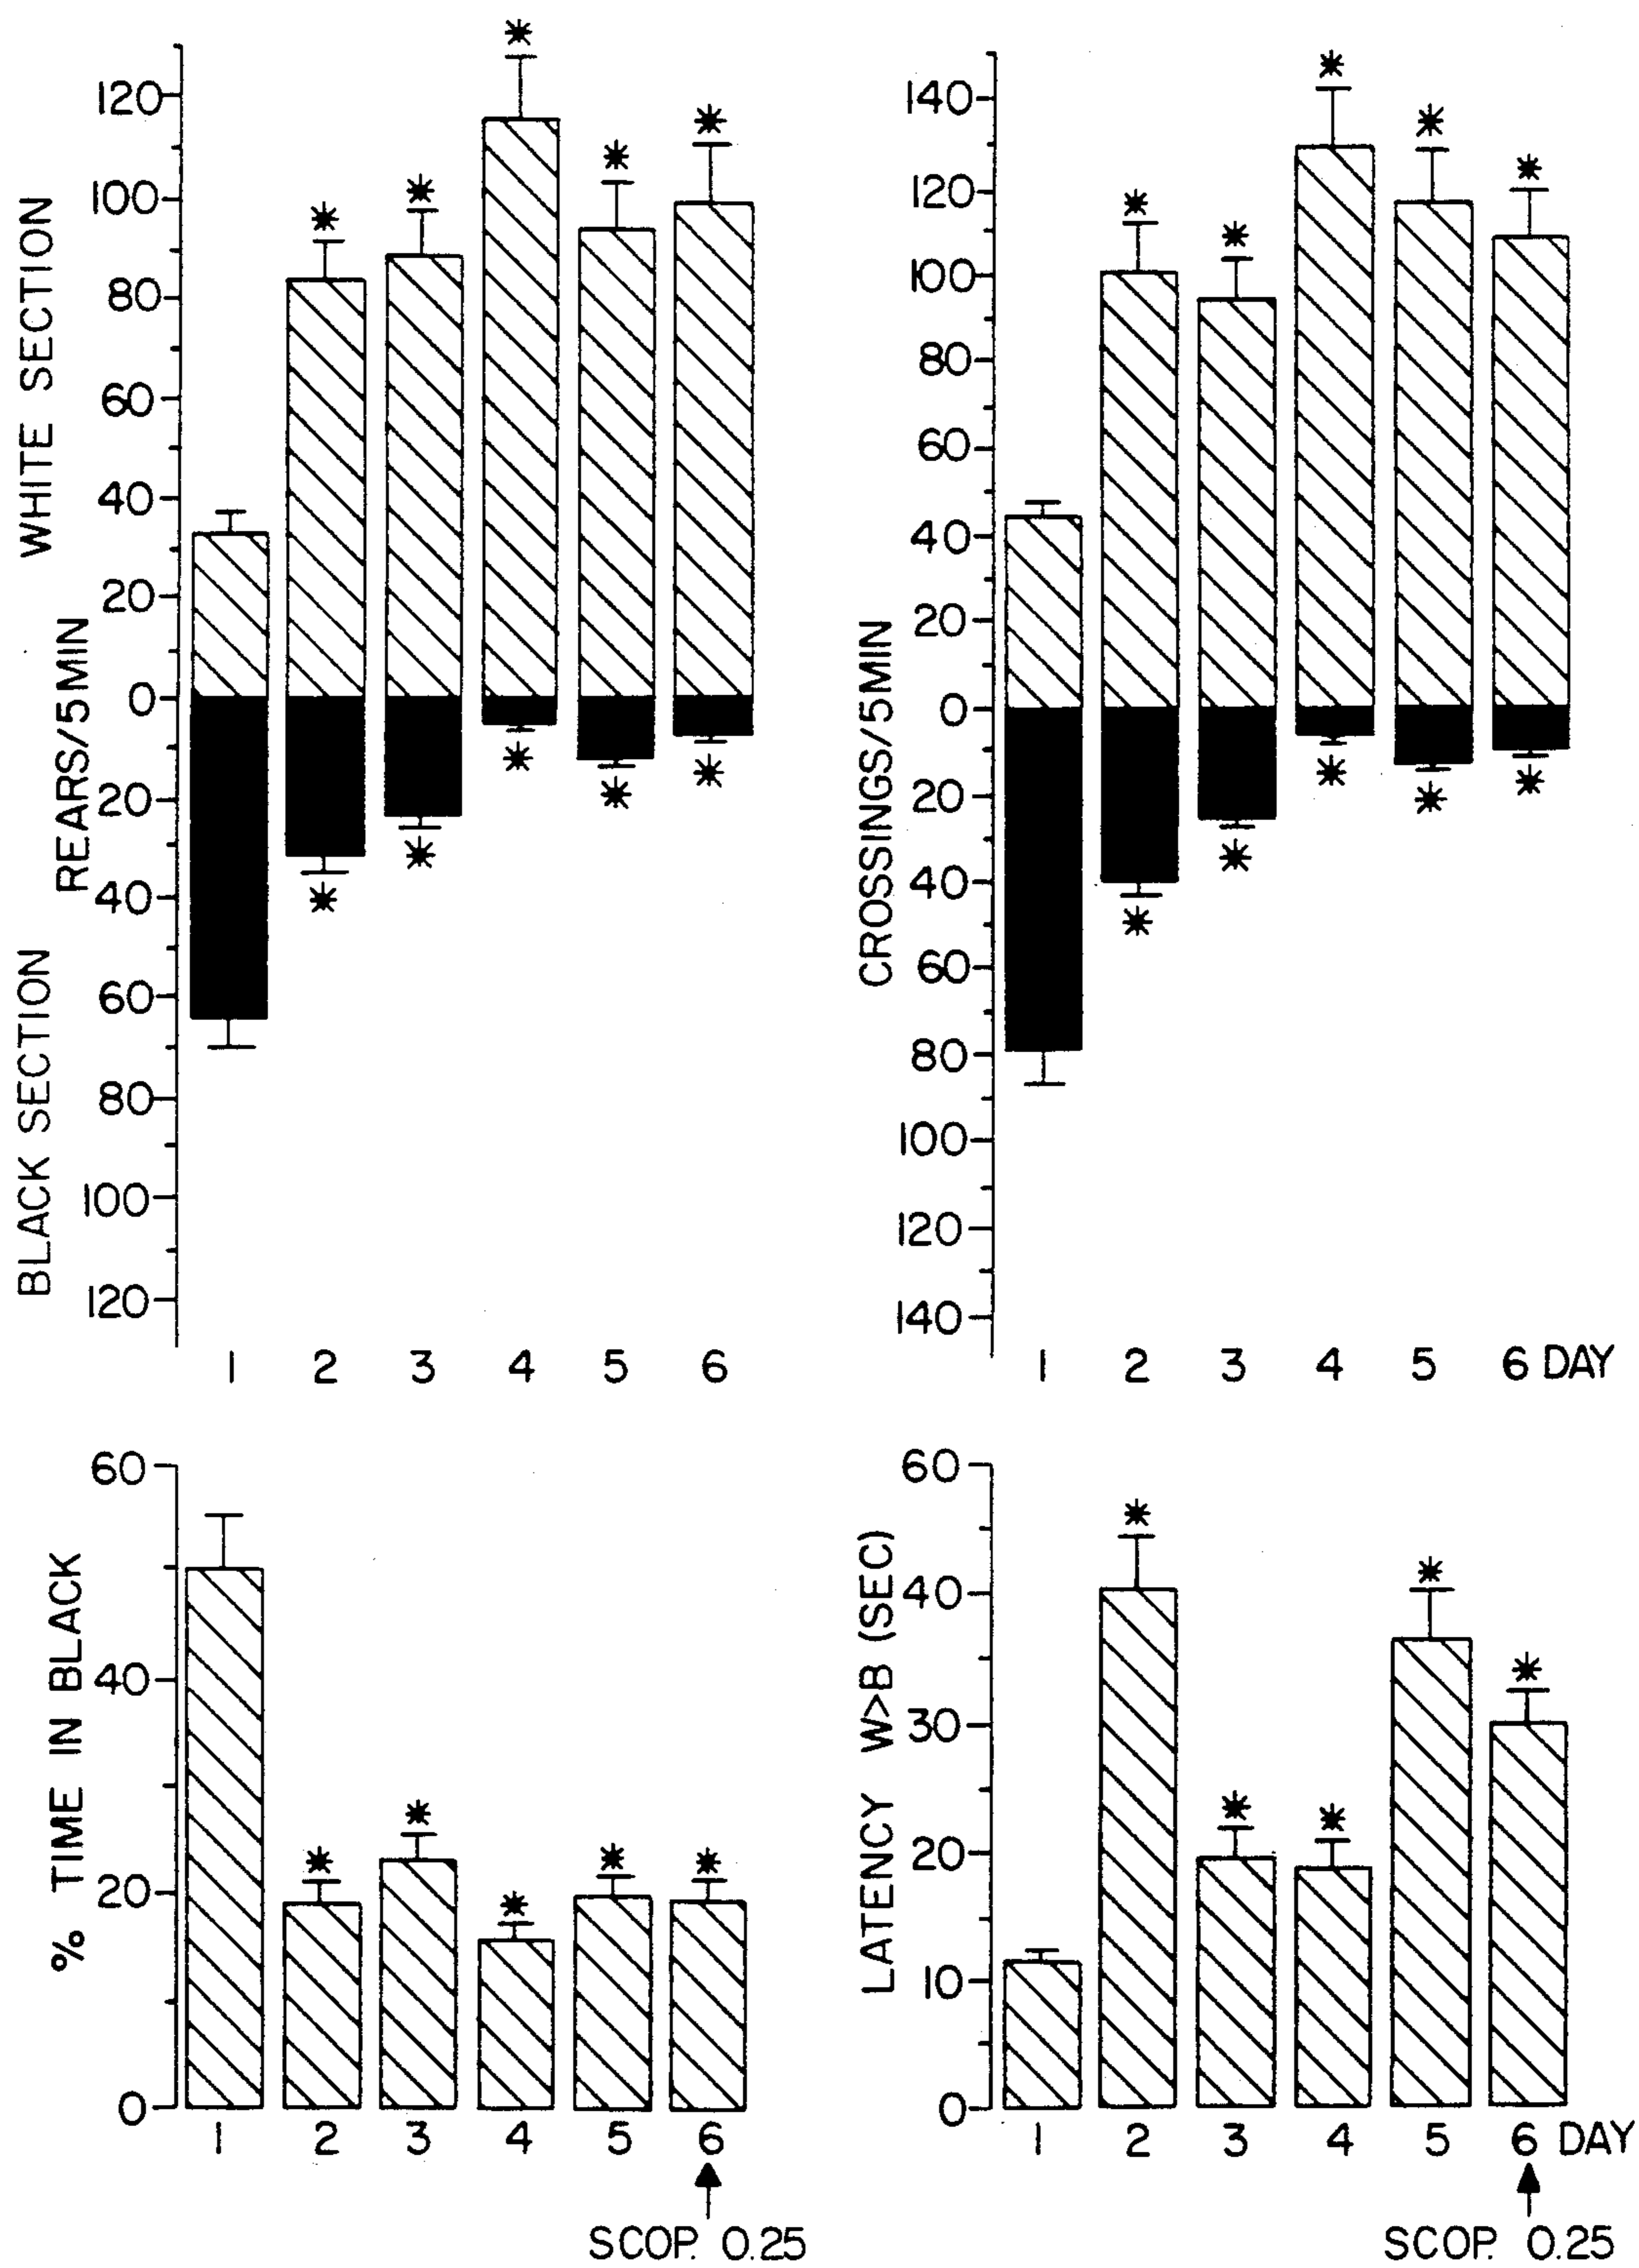 WHITE SECTION
REARS/5MIN
BLACK SECTION
120
100
80
60
40
20
0
20
40
60
80
100
120
1 2 3 4 5 6
* * * * *
* * * * *
CROSSINGS/5MIN
140
120
100
80
60
40
20
0
20
40
60
80
100
120
140
1 2 3 4 5 6 DAY
* * * * *
* * * * *
% TIME IN BLACK
60
40
20
0
1 2 3 4 5 6
* * * * *
SCOP. 0.25
LATENCY W>B (SEC)
60
40
30
20
10
0
1 2 3 4 5 6 DAY
* * * * *
SCOP. 0.25